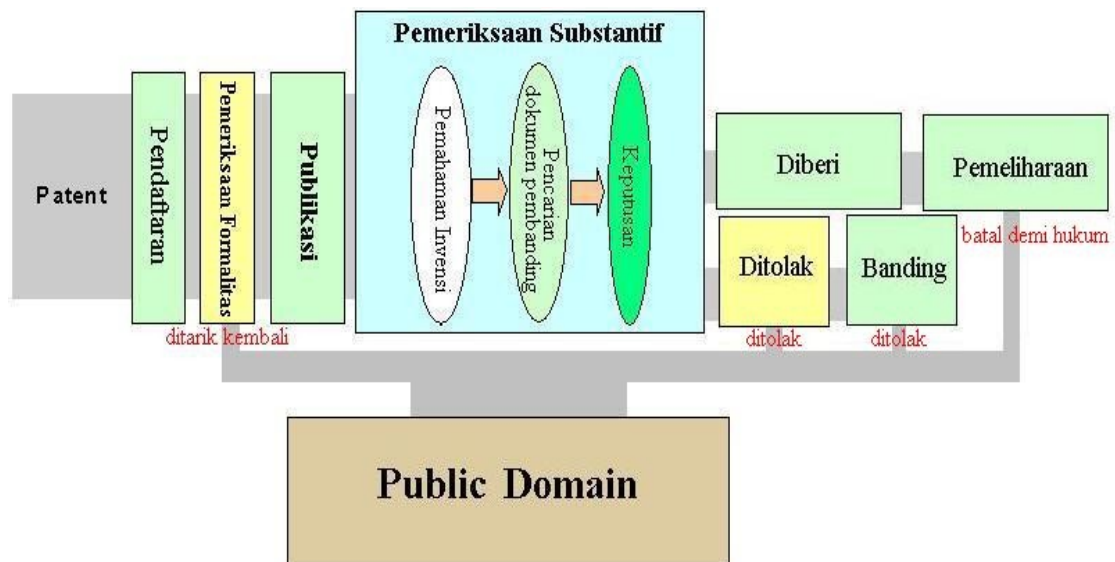 Patent
Pendaftaran
Pemeriksaan Formalitas
ditarik kembali
Publikasi
Pemeriksaan Substantif
Pemahaman Invensi
Pencarian
dokumen pembanding
Keputusan
Diberi
Pemeliharaan
batal demi hukum
Ditolak
ditolak
Banding
ditolak
Public Domain